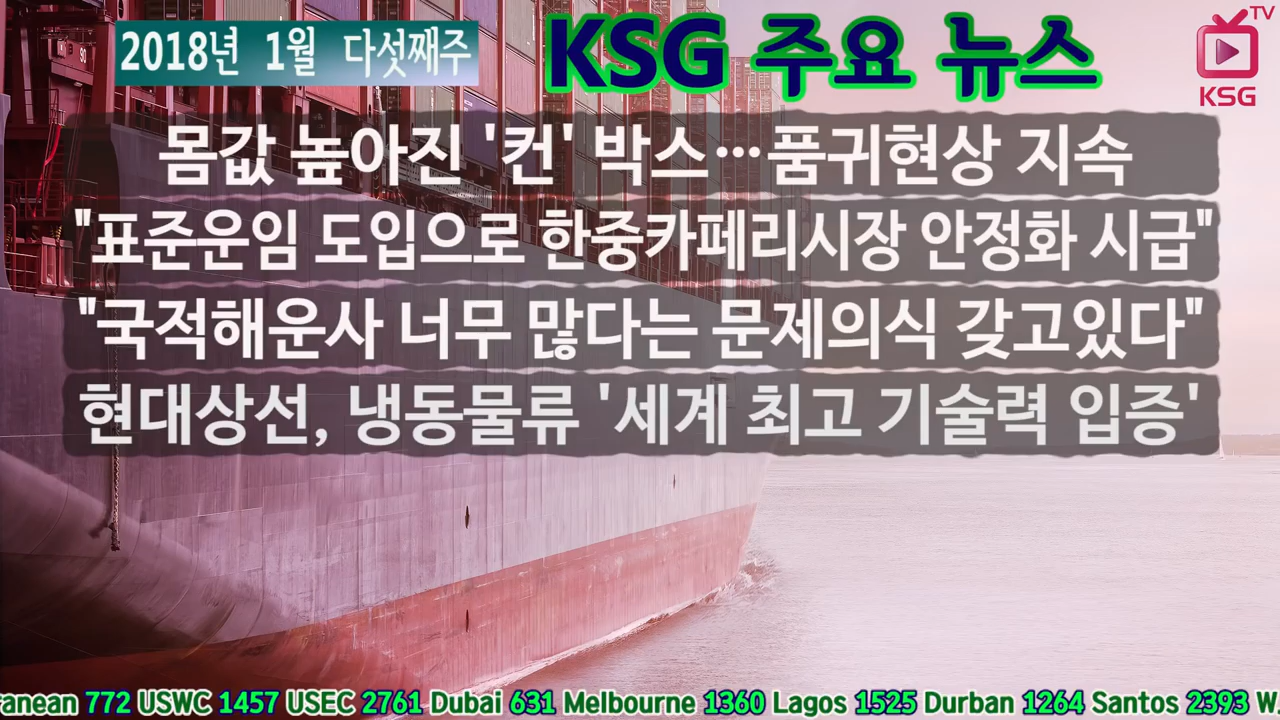 2018년 1월 다섯째주
KSG 주요 뉴스
TV
KSG
몸값 높아진 '컨' 박스…품귀현상 지속
"표준운임 도입으로 한중카페리시장 안정화 시급"
"국적해운사 너무 많다는 문제의식 갖고있다"
현대상선, 냉동물류 '세계 최고 기술력 입증'
ranean 772 USWC 1457 USEC 2761 Dubai 631 Melbourne 1360 Lagos 1525 Durban 1264 Santos 2393 W.